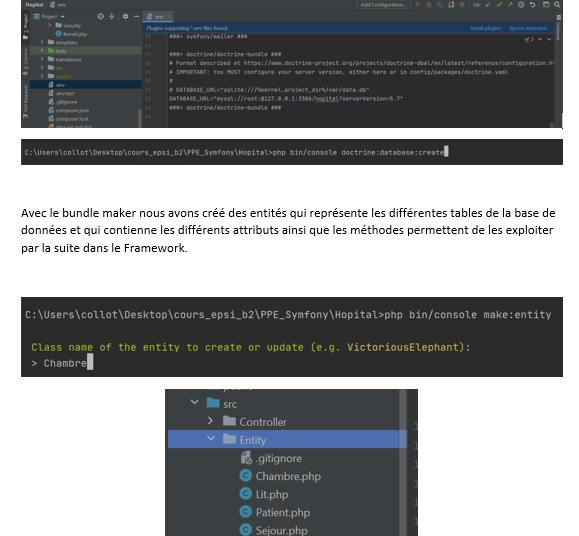 Hopital .env
Add Configuration...
Git:
Project
.env
Security
Kernel.php
templates
tests
translations
var
vendor
.env
.env.test
.gitignore
composer.json
composer.lock
Plugins supporting *.env files found.
Install plugins Ignore extension
###< symfony/mailer ###
###> doctrine/doctrine-bundle ###
# Format described at https://www.doctrine-project.org/projects/doctrine-dbal/en/latest/reference/configuration.h
# IMPORTANT: You MUST configure your server version, either here or in config/packages/doctrine.yaml
#
# DATABASE_URL="sqlite:///%kernel.project_dir%/var/data.db"
DATABASE_URL="mysql://root:@127.0.0.1:3306/hopital?serverVersion=5.7"
###< doctrine/doctrine-bundle ###
C:\Users\collot\Desktop\cours_epsi_b2\PPE_Symfony\Hopital>php bin/console doctrine:database:create
Avec le bundle maker nous avons créé des entités qui représente les différentes tables de la base de
données et qui contienne les différents attributs ainsi que les méthodes permettent de les exploiter
par la suite dans le Framework.
C:\Users\collot\Desktop\cours_epsi_b2\PPE_Symfony\Hopital>php bin/console make:entity
Class name of the entity to create or update (e.g. VictoriousElephant):
> Chambre
src
Controller
Entity
.gitignore
Chambre.php
Lit.php
Patient.php
Sejour.php